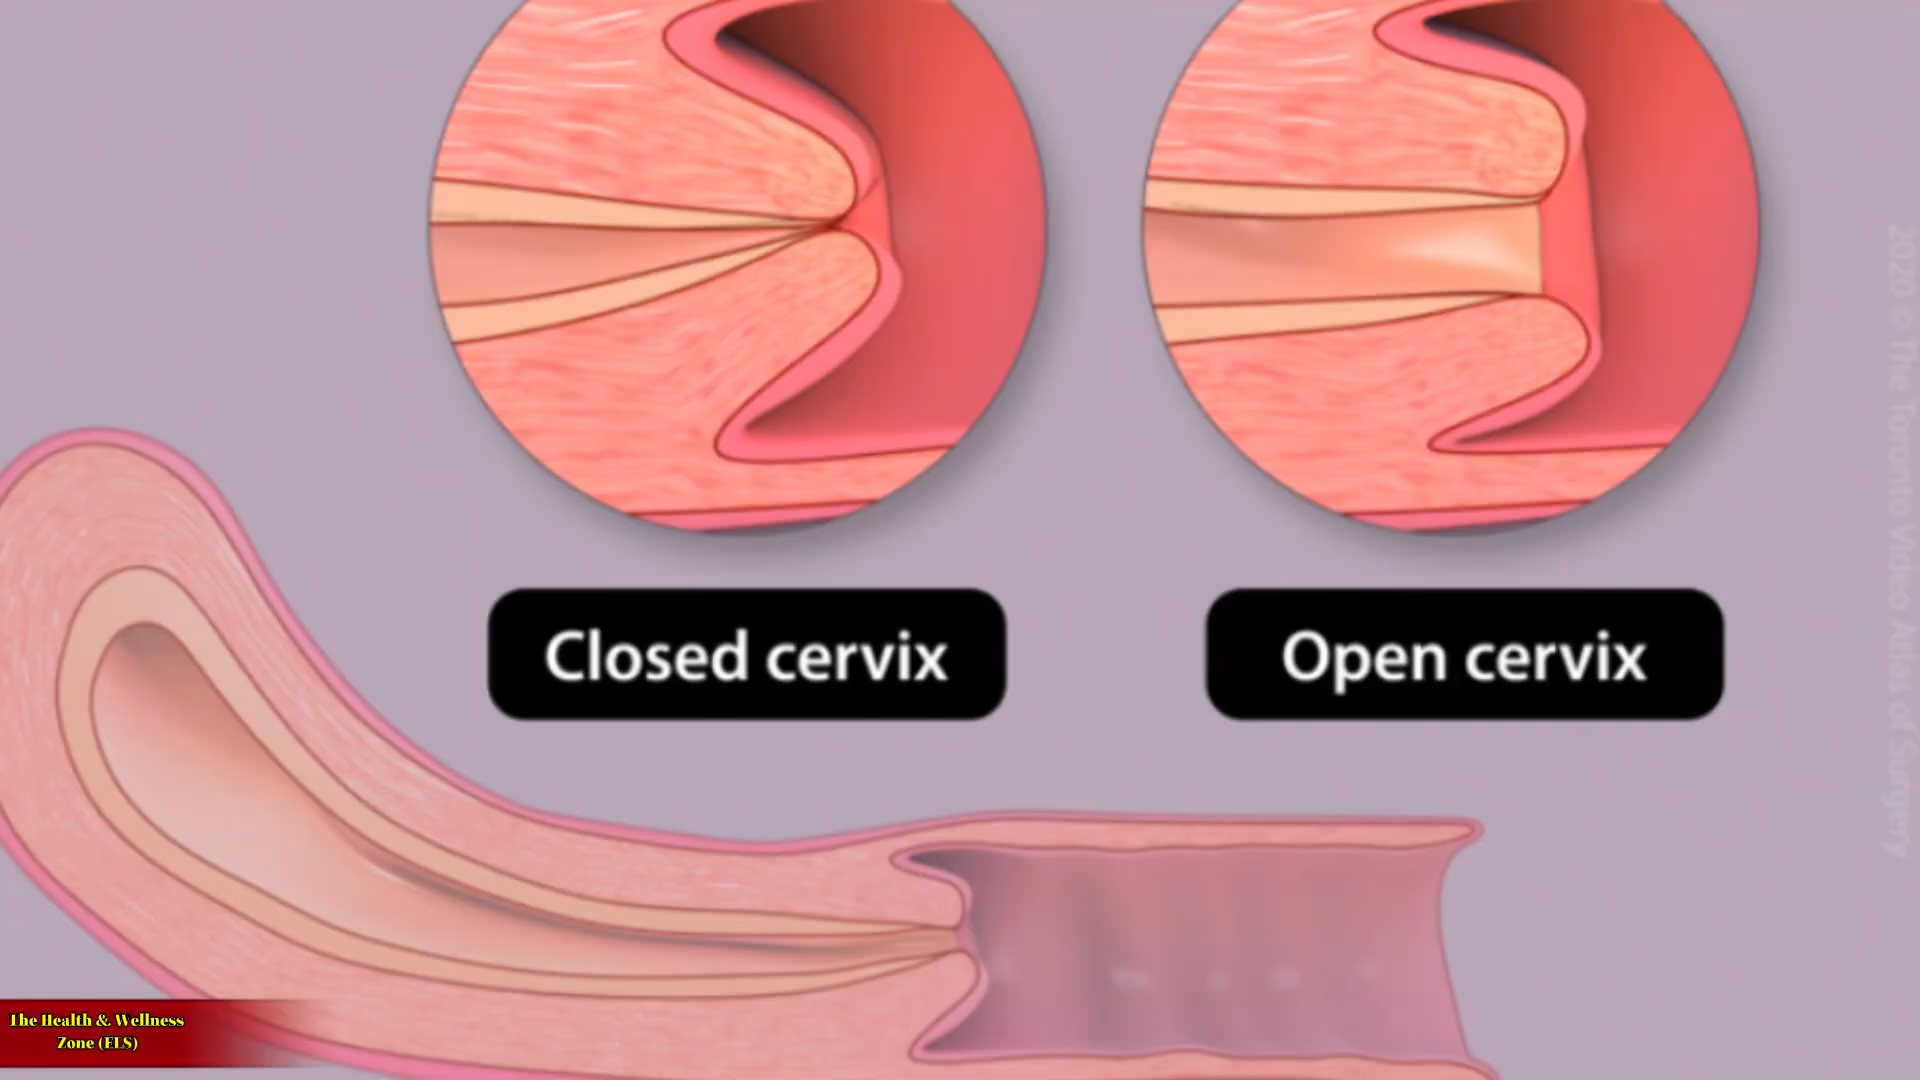 Closed cervix
Open cervix
2020 © The Toronto Video Atlas of Surgery
The Health & Wellness
Zone (ELS)